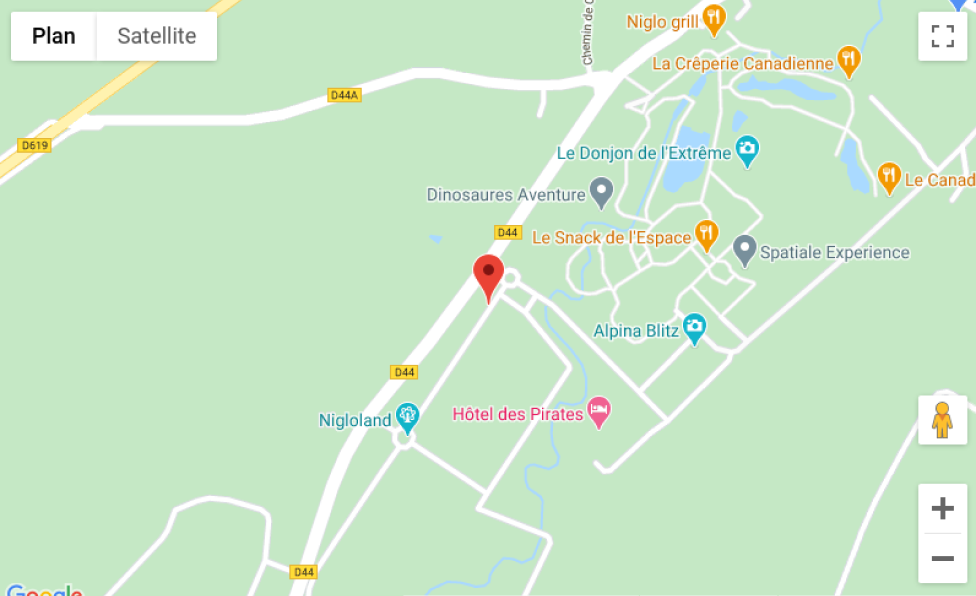 Plan
Satellite
Niglo grill
Chemin de C
La Crêperie Canadienne
D44A
D619
Le Donjon de l'Extrême
Le Canad
Dinosaures Aventure
D44
Le Snack de l'Espace
Spatiale Experience
Alpina Blitz
D44
Nigloland
Hôtel des Pirates
D44
Google